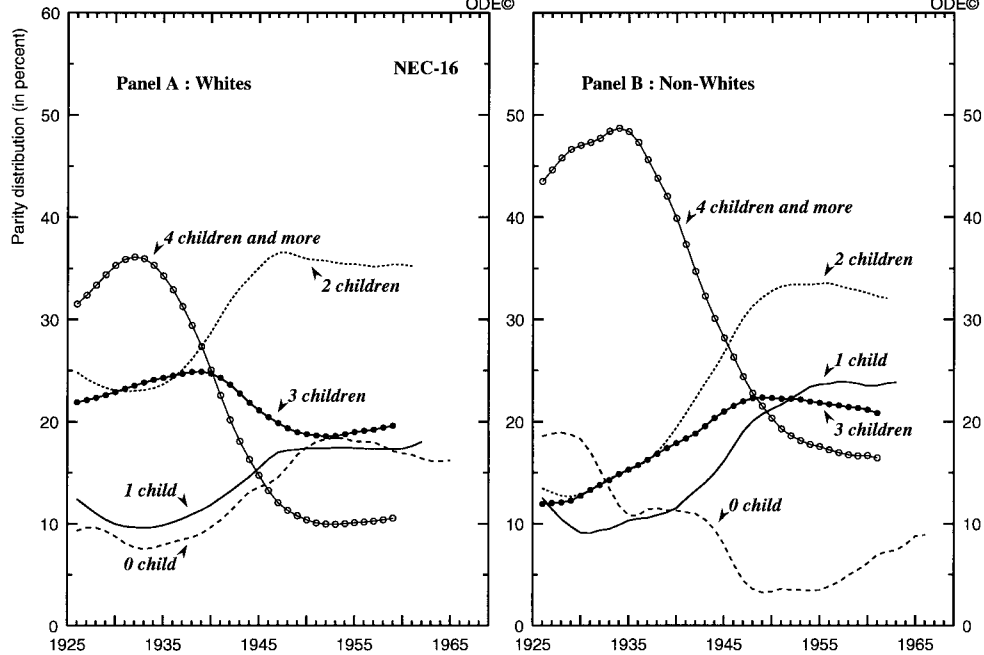 ODE©
ODE©
Parity distribution (in percent)
Panel A : Whites
NEC-16
50
40
30
20
10
0
4 children and more
2 children
3 children
1 child
0 child
1925
1935
1945
1955
1965
Panel B : Non-Whites
50
40
30
20
10
0
4 children and more
2 children
1 child
3 children
0 child
50
40
30
20
10
0
1925
1935
1945
1955
1965